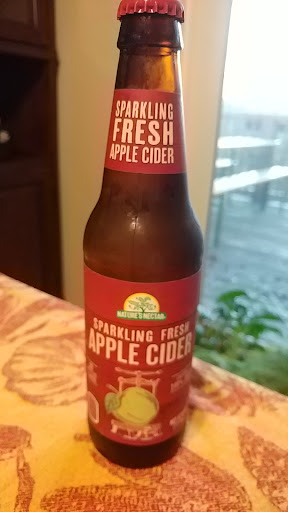 SPARKLING
FRESH
APPLE CIDER
NATURE'S NECTAR
SPARKLING FRESH
APPLE CIDER